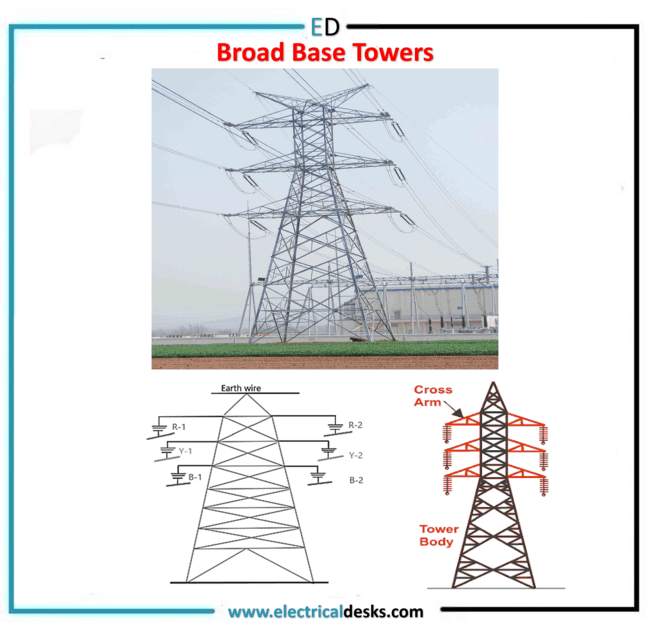 ED
Broad Base Towers
Earth wire
R-1
R-2
Y-1
Y-2
B-1
B-2
Cross
Arm
Tower
Body
www.electricaldesks.com